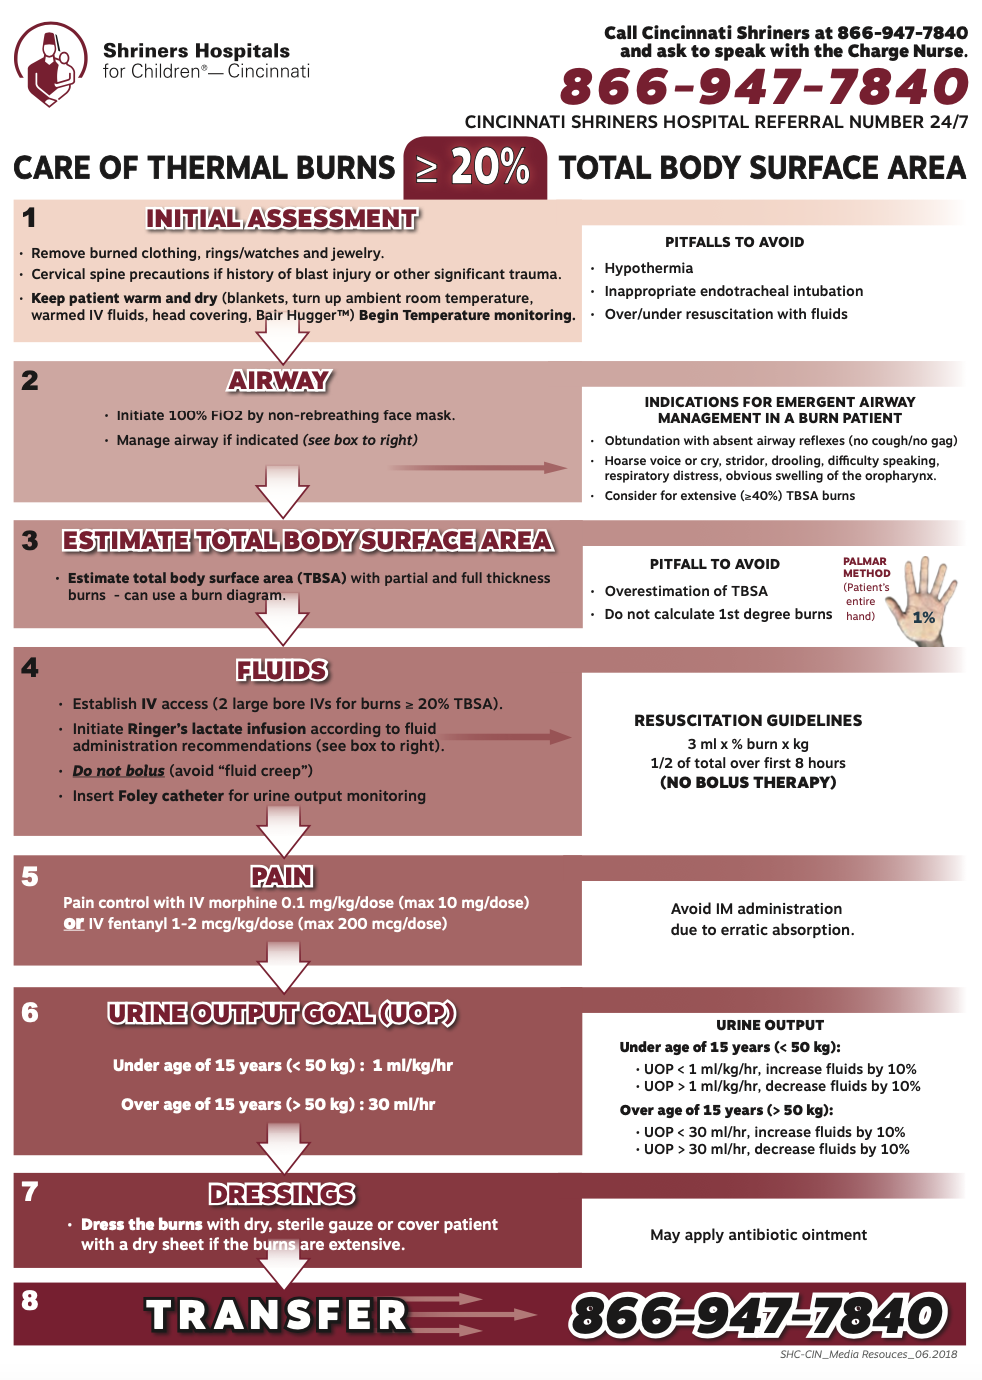 Shriners Hospitals
for Children®— Cincinnati
Call Cincinnati Shriners at 866-947-7840
and ask to speak with the Charge Nurse.
866-947-7840
CINCINNATI SHRINERS HOSPITAL REFERRAL NUMBER 24/7
CARE OF THERMAL BURNS ≥ 20% TOTAL BODY SURFACE AREA
1 INITIAL ASSESSMENT
· Remove burned clothing, rings/watches and jewelry.
· Cervical spine precautions if history of blast injury or other significant trauma.
· Keep patient warm and dry (blankets, turn up ambient room temperature,
warmed IV fluids, head covering, Bair Hugger™) Begin Temperature monitoring.
PITFALLS TO AVOID
· Hypothermia
· Inappropriate endotracheal intubation
· Over/under resuscitation with fluids
2 AIRWAY
· Initiate 100% FiO2 by non-rebreathing face mask.
· Manage airway if indicated (see box to right)
INDICATIONS FOR EMERGENT AIRWAY
MANAGEMENT IN A BURN PATIENT
· Obtundation with absent airway reflexes (no cough/no gag)
· Hoarse voice or cry, stridor, drooling, difficulty speaking,
respiratory distress, obvious swelling of the oropharynx.
· Consider for extensive (≥40%) TBSA burns
3 ESTIMATE TOTAL BODY SURFACE AREA
· Estimate total body surface area (TBSA) with partial and full thickness
burns - can use a burn diagram.
PITFALL TO AVOID
· Overestimation of TBSA
· Do not calculate 1st degree burns
PALMAR
METHOD
(Patient's
entire
hand)
1%
4 FLUIDS
· Establish IV access (2 large bore IVs for burns ≥ 20% TBSA).
· Initiate Ringer's lactate infusion according to fluid
administration recommendations (see box to right).
· Do not bolus (avoid “fluid creep”)
· Insert Foley catheter for urine output monitoring
RESUSCITATION GUIDELINES
3 ml x % burn x kg
1/2 of total over first 8 hours
(NO BOLUS THERAPY)
5 PAIN
Pain control with IV morphine 0.1 mg/kg/dose (max 10 mg/dose)
or IV fentanyl 1-2 mcg/kg/dose (max 200 mcg/dose)
Avoid IM administration
due to erratic absorption.
6 URINE OUTPUT GOAL (UOP)
Under age of 15 years (< 50 kg) : 1 ml/kg/hr
Over age of 15 years (> 50 kg) : 30 ml/hr
URINE OUTPUT
Under age of 15 years (< 50 kg):
· UOP < 1 ml/kg/hr, increase fluids by 10%
· UOP > 1 ml/kg/hr, decrease fluids by 10%
Over age of 15 years (> 50 kg):
· UOP < 30 ml/hr, increase fluids by 10%
· UOP > 30 ml/hr, decrease fluids by 10%
7 DRESSINGS
· Dress the burns with dry, sterile gauze or cover patient
with a dry sheet if the burns are extensive.
May apply antibiotic ointment
8 TRANSFER 866-947-7840
SHC-CIN_Media Resouces_06.2018